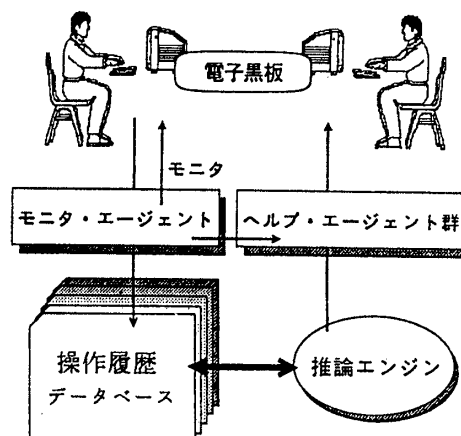 電子黒板
モニタ
モニタ・エージェント
ヘルプ・エージェント群
操作履歴
データベース
推論エンジン